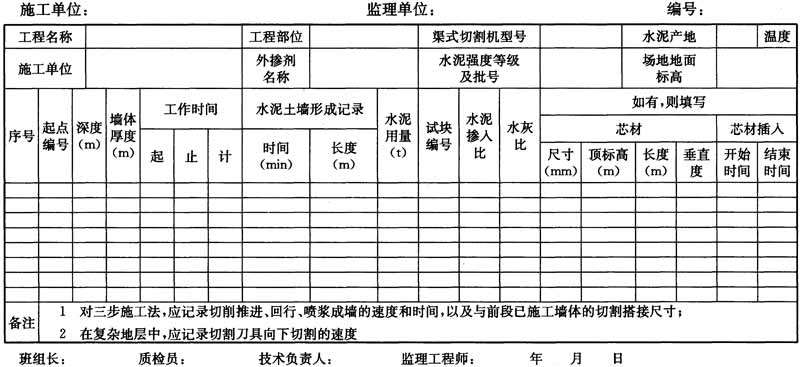 施工单位： 监理单位： 编号：
工程名称 工程部位 渠式切割机型号 水泥产地 温度
施工单位 外掺剂名称 水泥强度等级及批号 场地地面标高
序号 起点编号 深度(m) 墙体厚度(m) 工作时间 水泥土墙形成记录 水泥用量(t) 试块编号 水泥掺入比 水灰比 如有，则填写
芯材 芯材插入
起 止 计 时间(min) 长度(m) 尺寸(mm) 顶标高(m) 长度(m) 垂直度 开始时间 结束时间
备注 1 对三步施工法，应记录切削推进、回行、喷浆成墙的速度和时间，以及与前段已施工墙体的切割搭接尺寸；
2 在复杂地层中，应记录切割刀具向下切割的速度
班组长： 质检员： 技术负责人： 监理工程师： 年 月 日